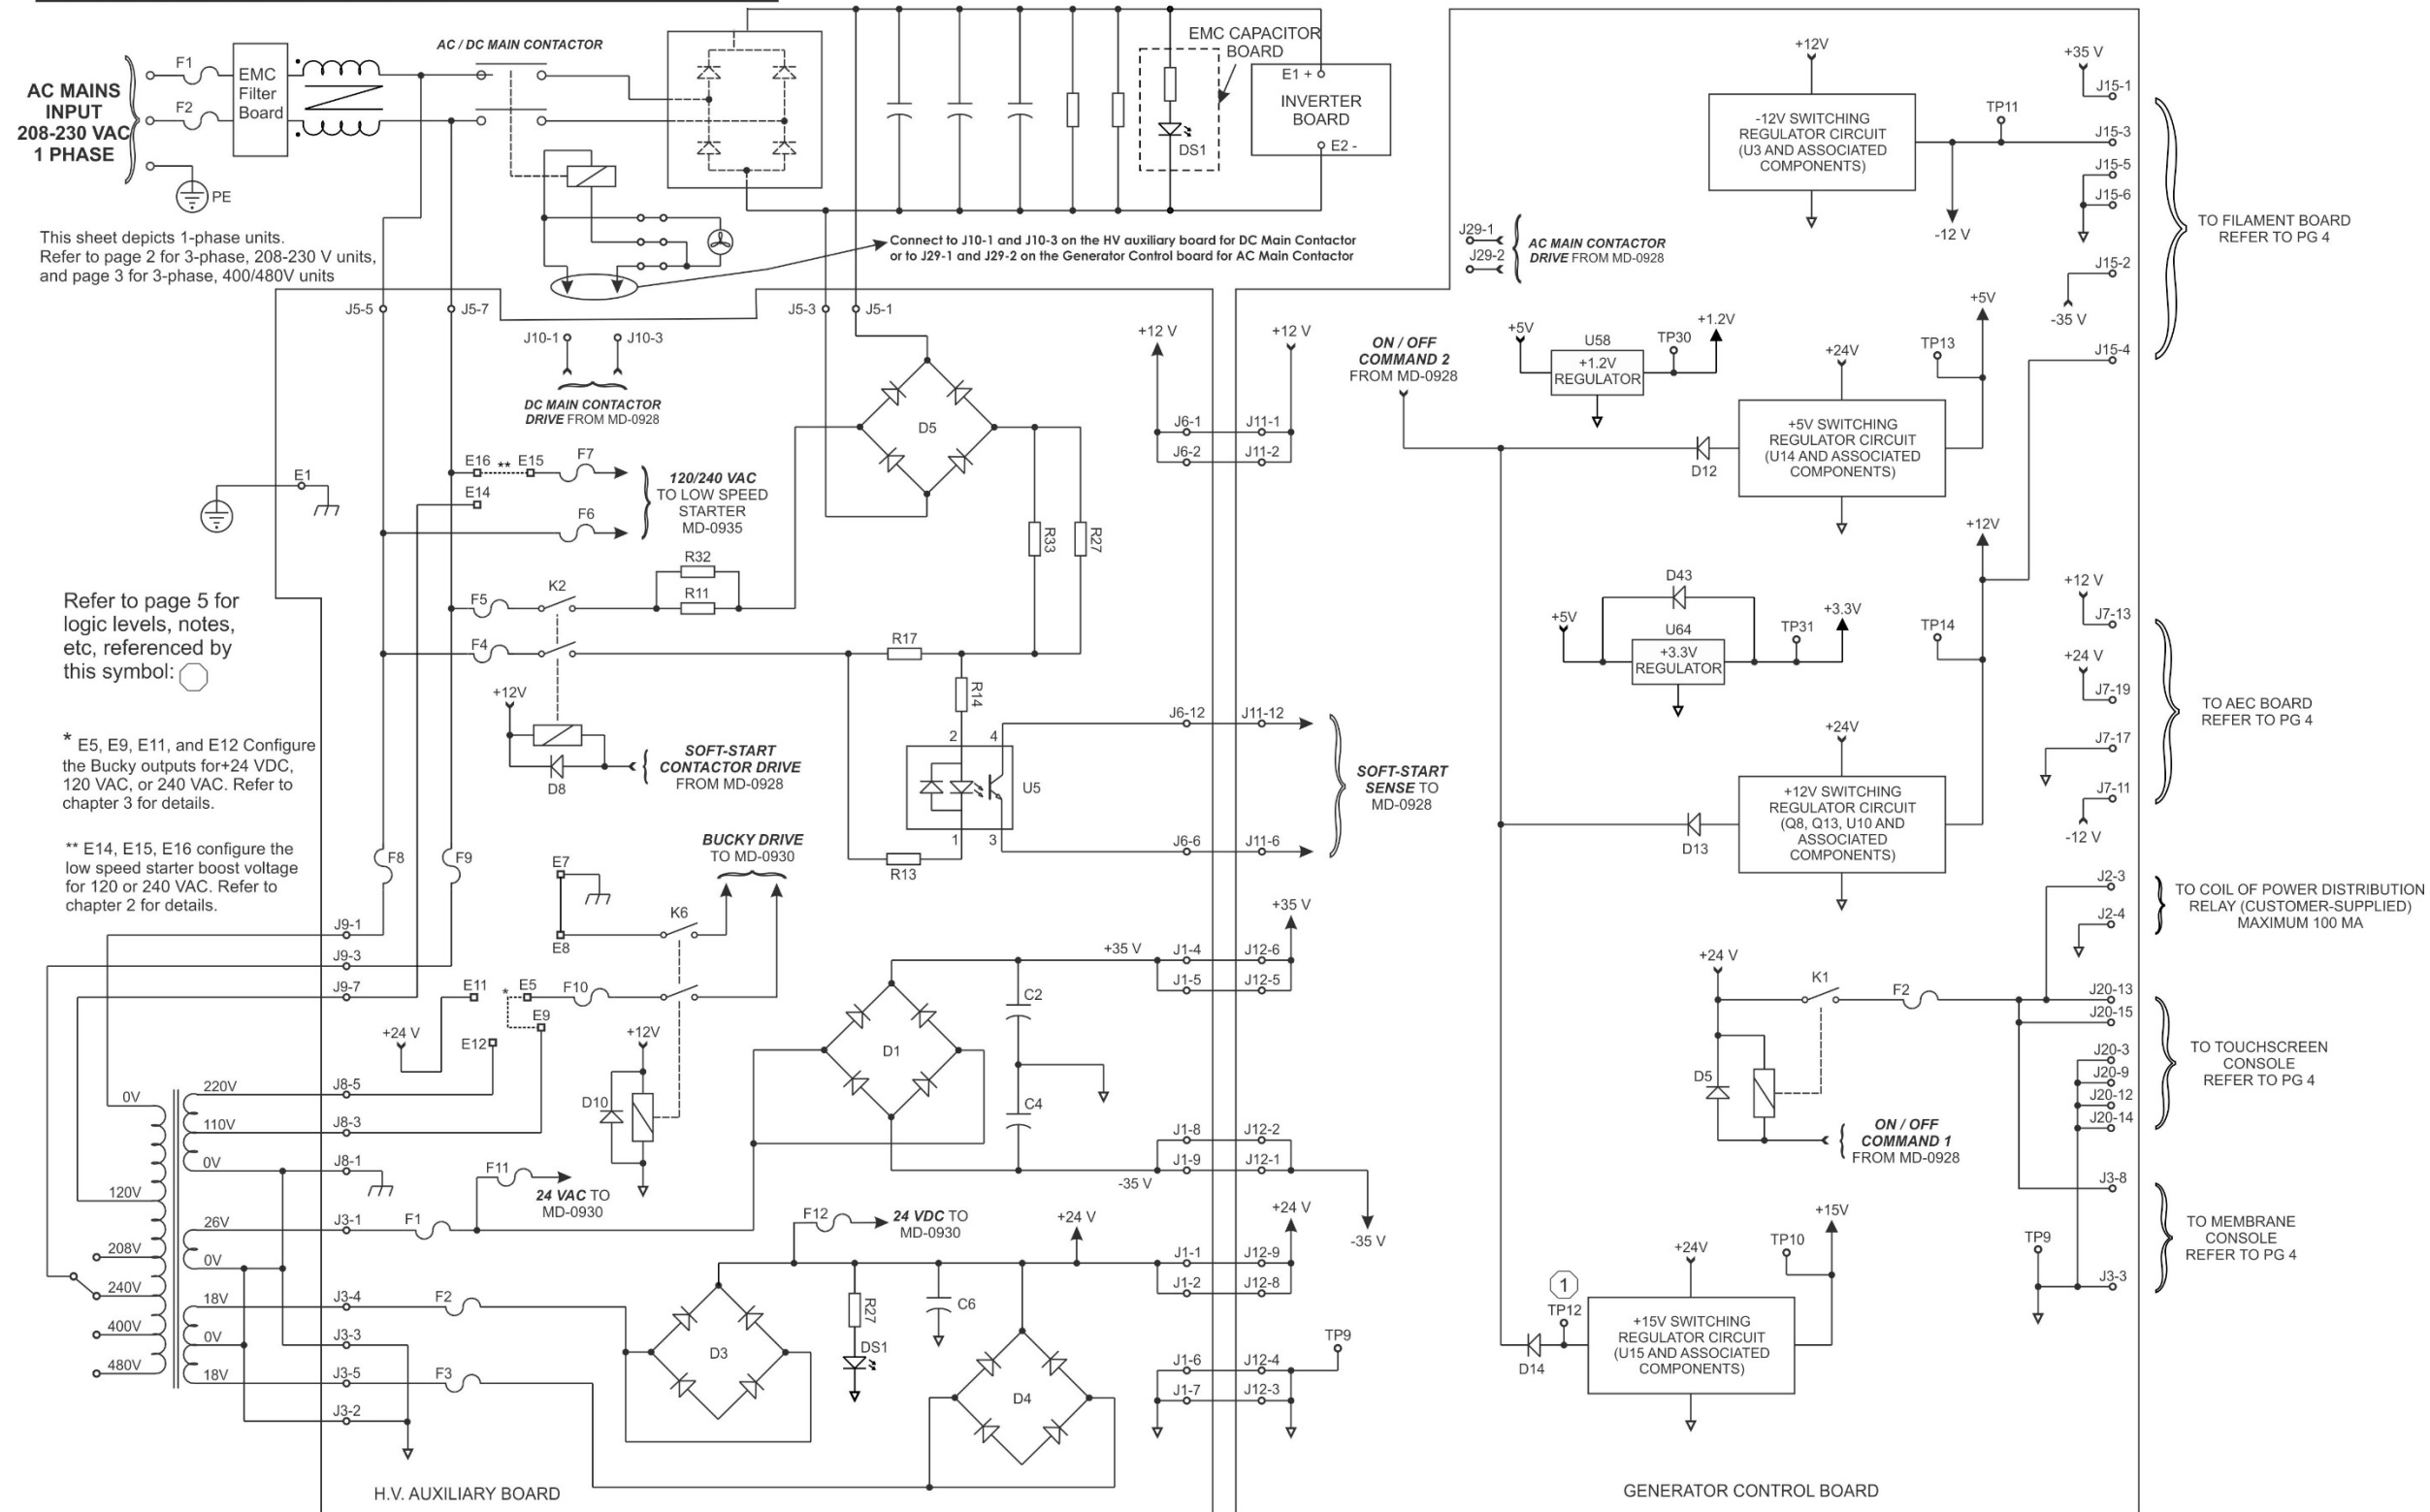 AC MAINS
INPUT
208-230 VAC
1 PHASE
F1
F2
EMC
Filter
Board
PE
AC / DC MAIN CONTACTOR
EMC CAPACITOR
BOARD
DS1
E1 +
INVERTER
BOARD
E2 -
This sheet depicts 1-phase units.
Refer to page 2 for 3-phase, 208-230 V units,
and page 3 for 3-phase, 400/480V units
Connect to J10-1 and J10-3 on the HV auxiliary board for DC Main Contactor
or to J29-1 and J29-2 on the Generator Control board for AC Main Contactor
J5-5
J5-7
J5-3
J5-1
J10-1
J10-3
DC MAIN CONTACTOR
DRIVE FROM MD-0928
E1
E16
**
E15
F7
E14
F6
120/240 VAC
TO LOW SPEED
STARTER
MD-0935
D5
R33
R27
R32
R11
F5
K2
F4
R17
R14
+12V
D8
SOFT-START
CONTACTOR DRIVE
FROM MD-0928
2
4
U5
1
3
R13
+12 V
+12 V
J6-1
J11-1
J6-2
J11-2
J6-12
J11-12
J6-6
J11-6
SOFT-START
SENSE TO
MD-0928
Refer to page 5 for
logic levels, notes,
etc, referenced by
this symbol:
* E5, E9, E11, and E12 Configure
the Bucky outputs for+24 VDC,
120 VAC, or 240 VAC. Refer to
chapter 3 for details.
** E14, E15, E16 configure the
low speed starter boost voltage
for 120 or 240 VAC. Refer to
chapter 2 for details.
F8
F9
BUCKY DRIVE
TO MD-0930
E7
E8
K6
J9-1
J9-3
J9-7
E11
*
E5
F10
E9
+24 V
E12
+12V
D10
0V
120V
208V
240V
400V
480V
220V
110V
0V
26V
0V
18V
0V
18V
J8-5
J8-3
J8-1
J3-1
J3-4
J3-3
J3-5
J3-2
F1
F11
24 VAC TO
MD-0930
F2
F3
D1
C2
C4
+35 V
-35 V
+35 V
J1-4
J12-6
J1-5
J12-5
J1-8
J12-2
J1-9
J12-1
-35 V
F12
24 VDC TO
MD-0930
+24 V
+24 V
J1-1
J12-9
J1-2
J12-8
D3
R27
DS1
C6
D4
TP9
J1-6
J12-4
J1-7
J12-3
H.V. AUXILIARY BOARD
+12V
-12V SWITCHING
REGULATOR CIRCUIT
(U3 AND ASSOCIATED
COMPONENTS)
TP11
-12 V
+35 V
J15-1
J15-3
J15-5
J15-6
J15-2
-35 V
J15-4
TO FILAMENT BOARD
REFER TO PG 4
J29-1
J29-2
AC MAIN CONTACTOR
DRIVE FROM MD-0928
ON / OFF
COMMAND 2
FROM MD-0928
+5V
U58
+1.2V
REGULATOR
TP30
+1.2V
+24V
TP13
+5V
+5V SWITCHING
REGULATOR CIRCUIT
(U14 AND ASSOCIATED
COMPONENTS)
D12
+12V
D43
+5V
U64
+3.3V
REGULATOR
TP31
+3.3V
TP14
+24V
+12V SWITCHING
REGULATOR CIRCUIT
(Q8, Q13, U10 AND
ASSOCIATED
COMPONENTS)
D13
+12 V
J7-13
+24 V
J7-19
J7-17
J7-11
-12 V
TO AEC BOARD
REFER TO PG 4
J2-3
J2-4
TO COIL OF POWER DISTRIBUTION
RELAY (CUSTOMER-SUPPLIED)
MAXIMUM 100 MA
+24 V
K1
F2
D5
ON / OFF
COMMAND 1
FROM MD-0928
J20-13
J20-15
J20-3
J20-9
J20-12
J20-14
TO TOUCHSCREEN
CONSOLE
REFER TO PG 4
J3-8
TP9
J3-3
TO MEMBRANE
CONSOLE
REFER TO PG 4
+24V
TP10
+15V
1
TP12
D14
+15V SWITCHING
REGULATOR CIRCUIT
(U15 AND ASSOCIATED
COMPONENTS)
GENERATOR CONTROL BOARD